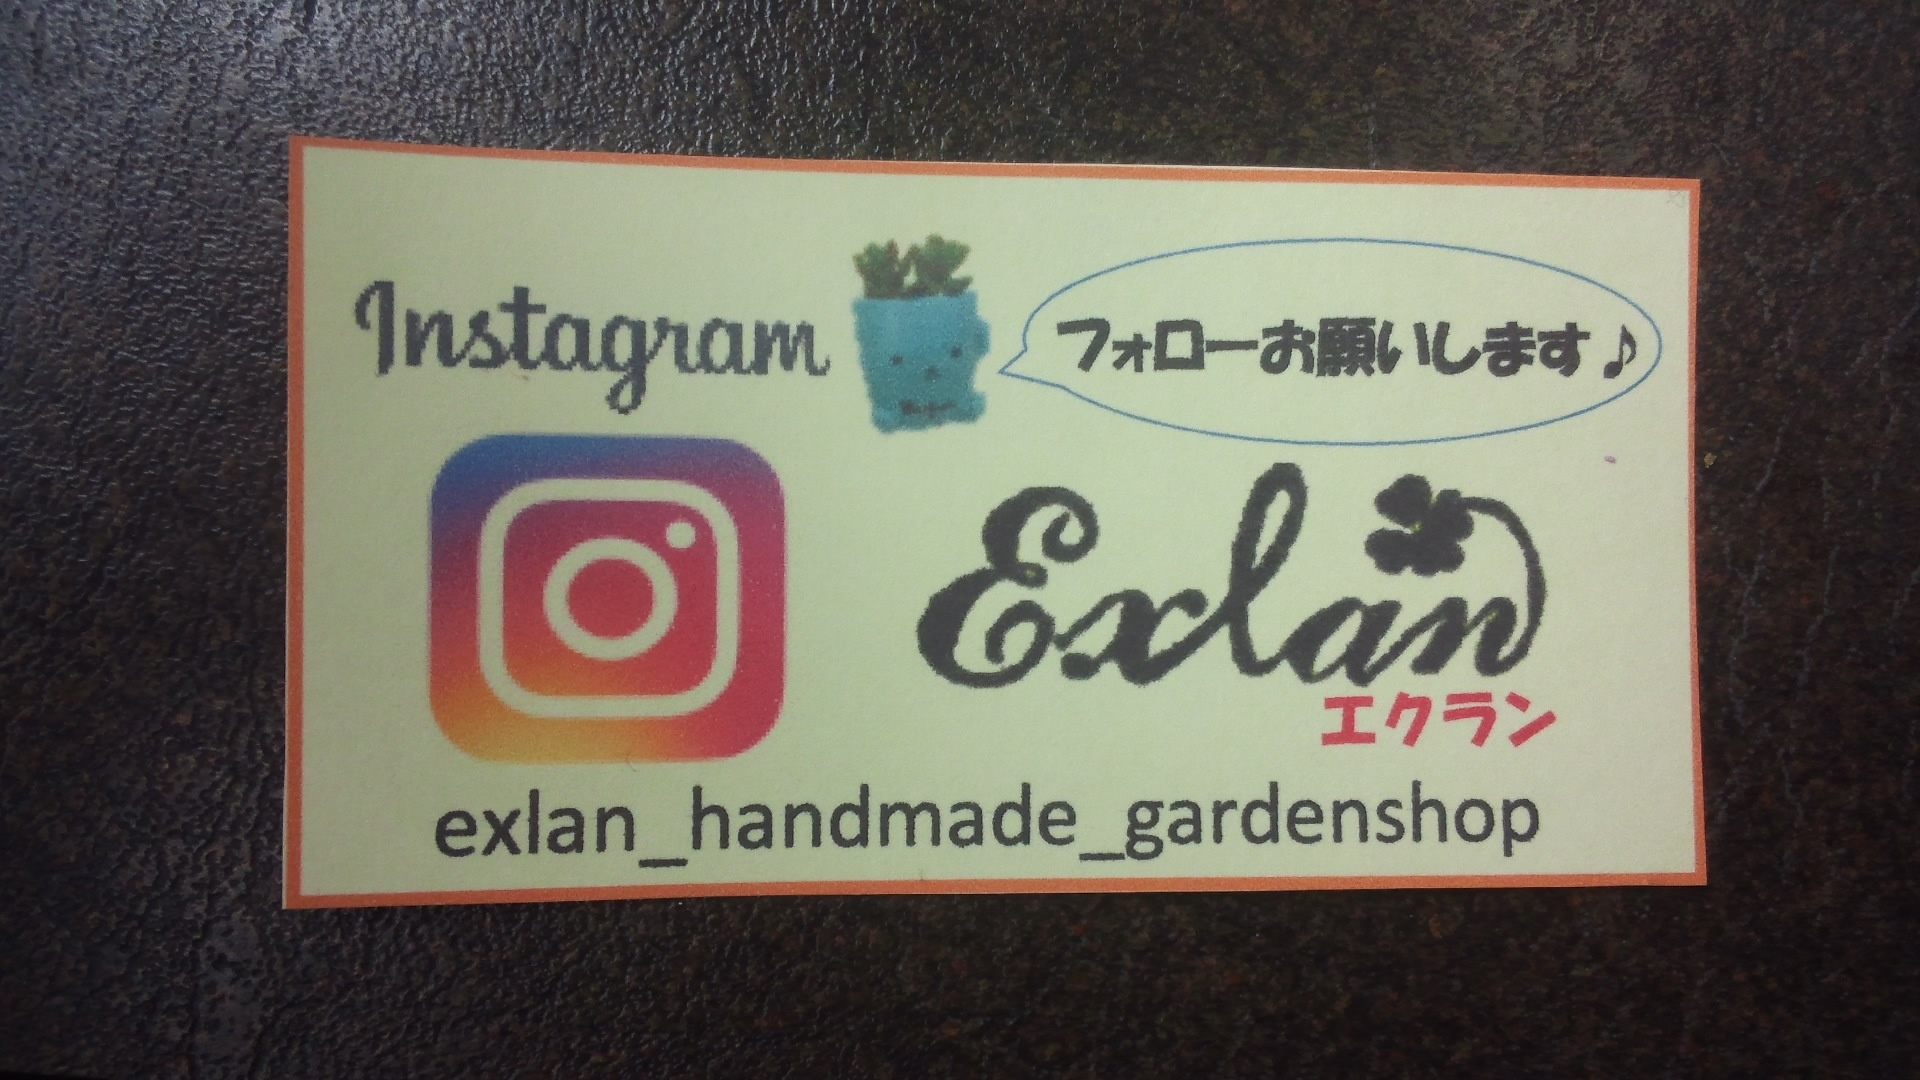 Instagram
フォローお願いします♪
Exlan
エクラン
exlan_handmade_gardenshop